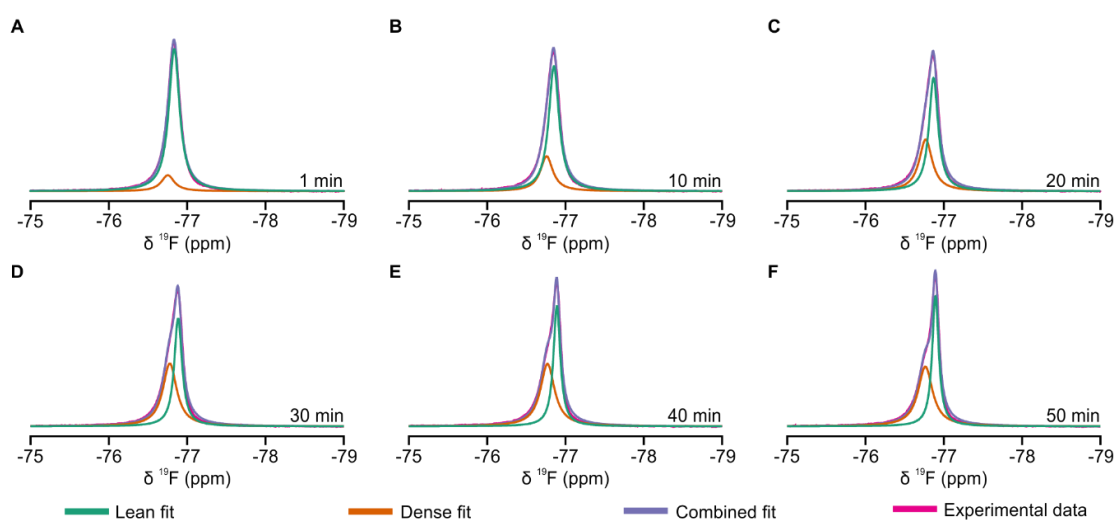 A
B
C
1 min
10 min
20 min
-75 -76 -77 -78 -79
-75 -76 -77 -78 -79
-75 -76 -77 -78 -79
δ ¹⁹F (ppm)
δ ¹⁹F (ppm)
δ ¹⁹F (ppm)
D
E
F
30 min
40 min
50 min
-75 -76 -77 -78 -79
-75 -76 -77 -78 -79
-75 -76 -77 -78 -79
δ ¹⁹F (ppm)
δ ¹⁹F (ppm)
δ ¹⁹F (ppm)
Lean fit
Dense fit
Combined fit
Experimental data